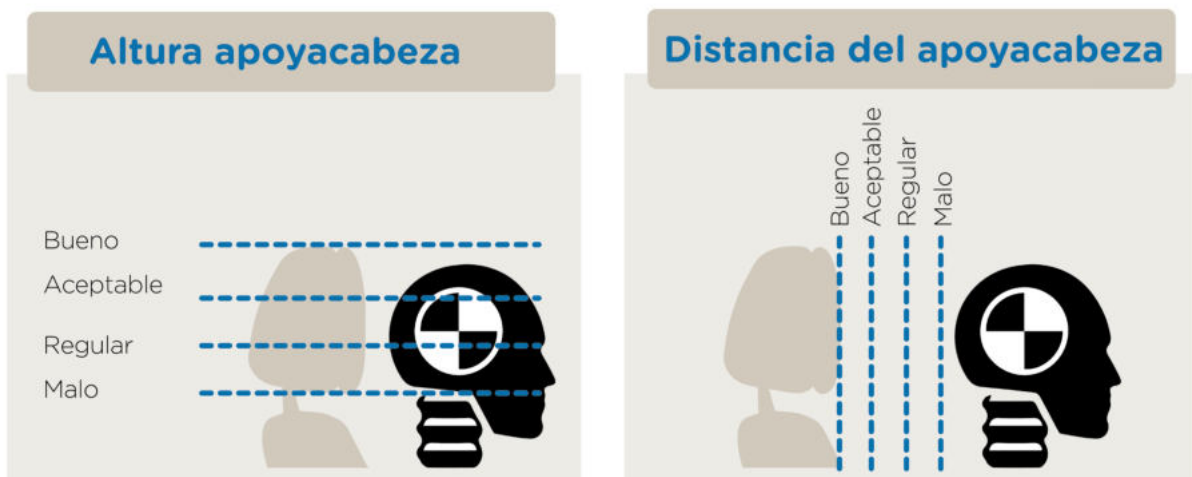 Altura apoyacabeza
Bueno
Aceptable
Regular
Malo
Distancia del apoyacabeza
Bueno
Aceptable
Regular
Malo